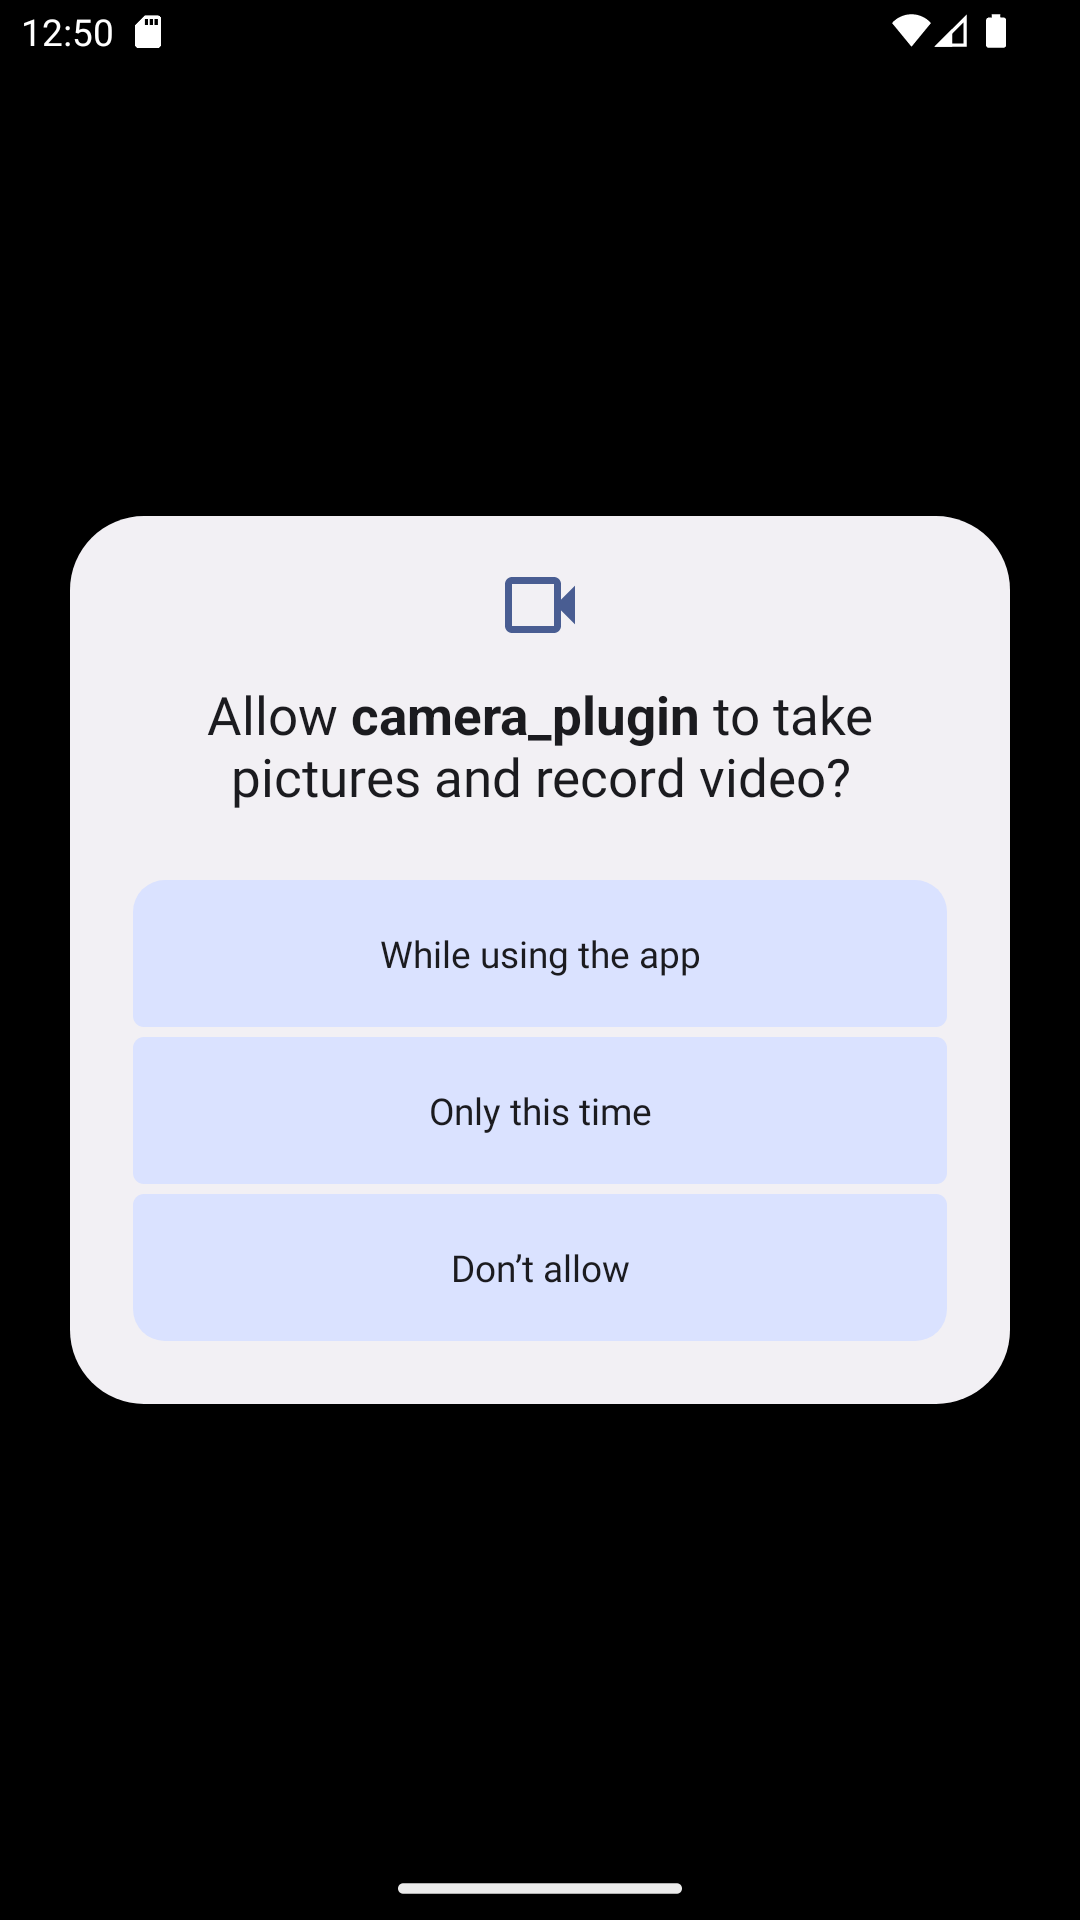 12:50
Allow camera_plugin to take
pictures and record video?
While using the app
Only this time
Don’t allow